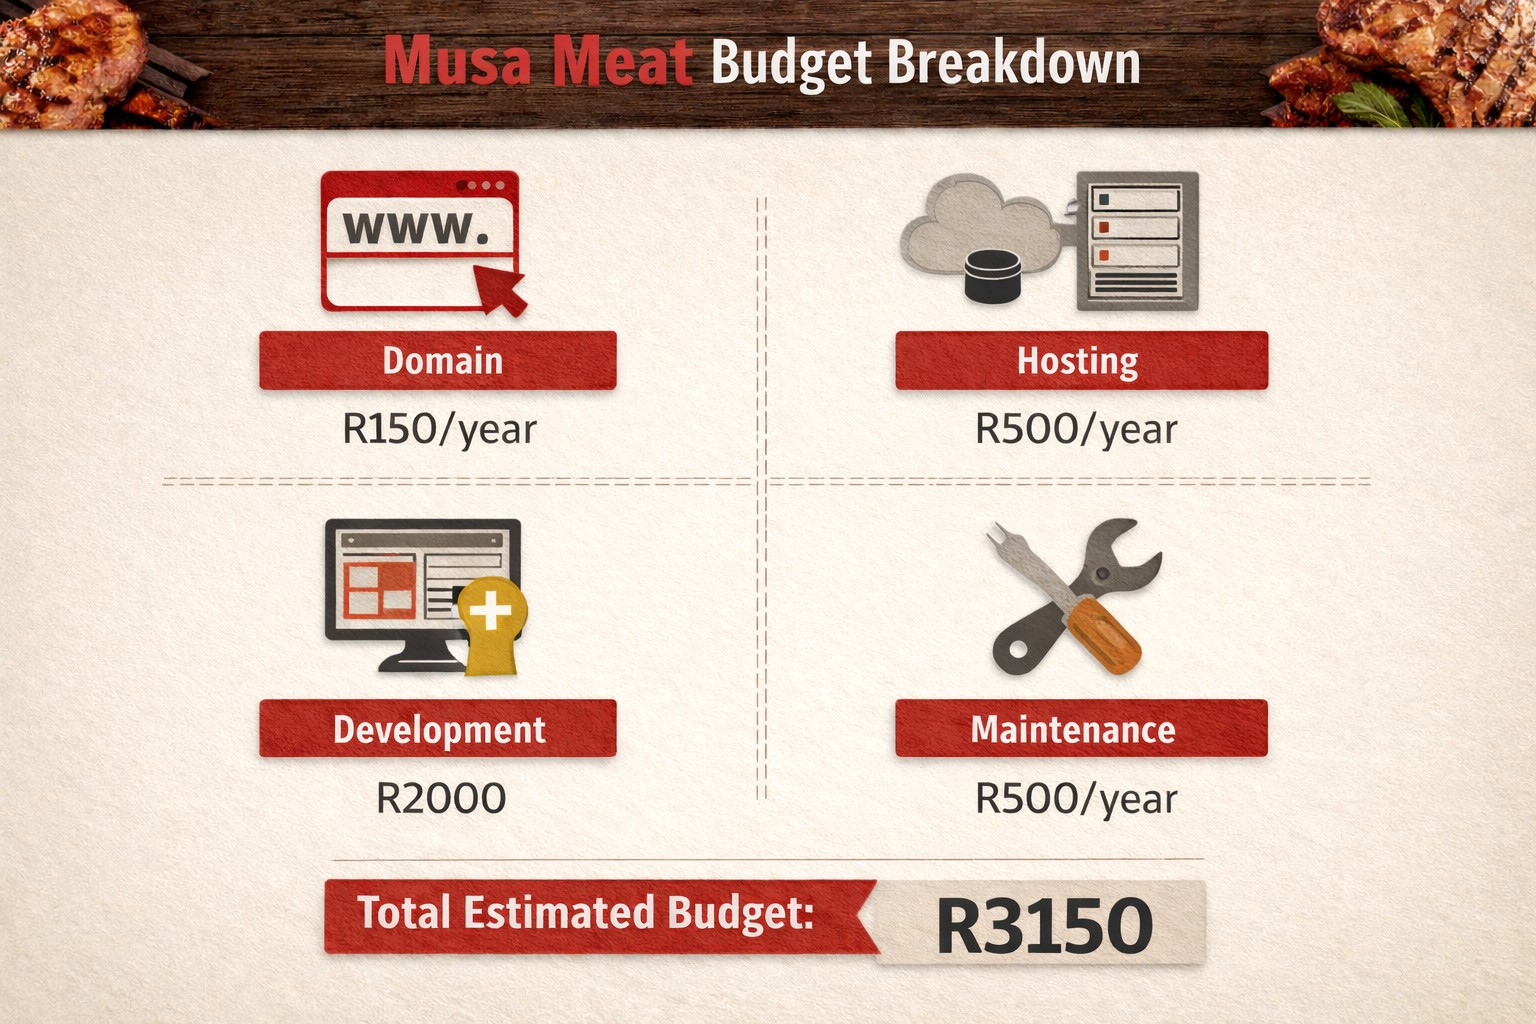 Musa Meat Budget Breakdown
www.
Domain
R150/year
Hosting
R500/year
Development
R2000
Maintenance
R500/year
Total Estimated Budget:
R3150